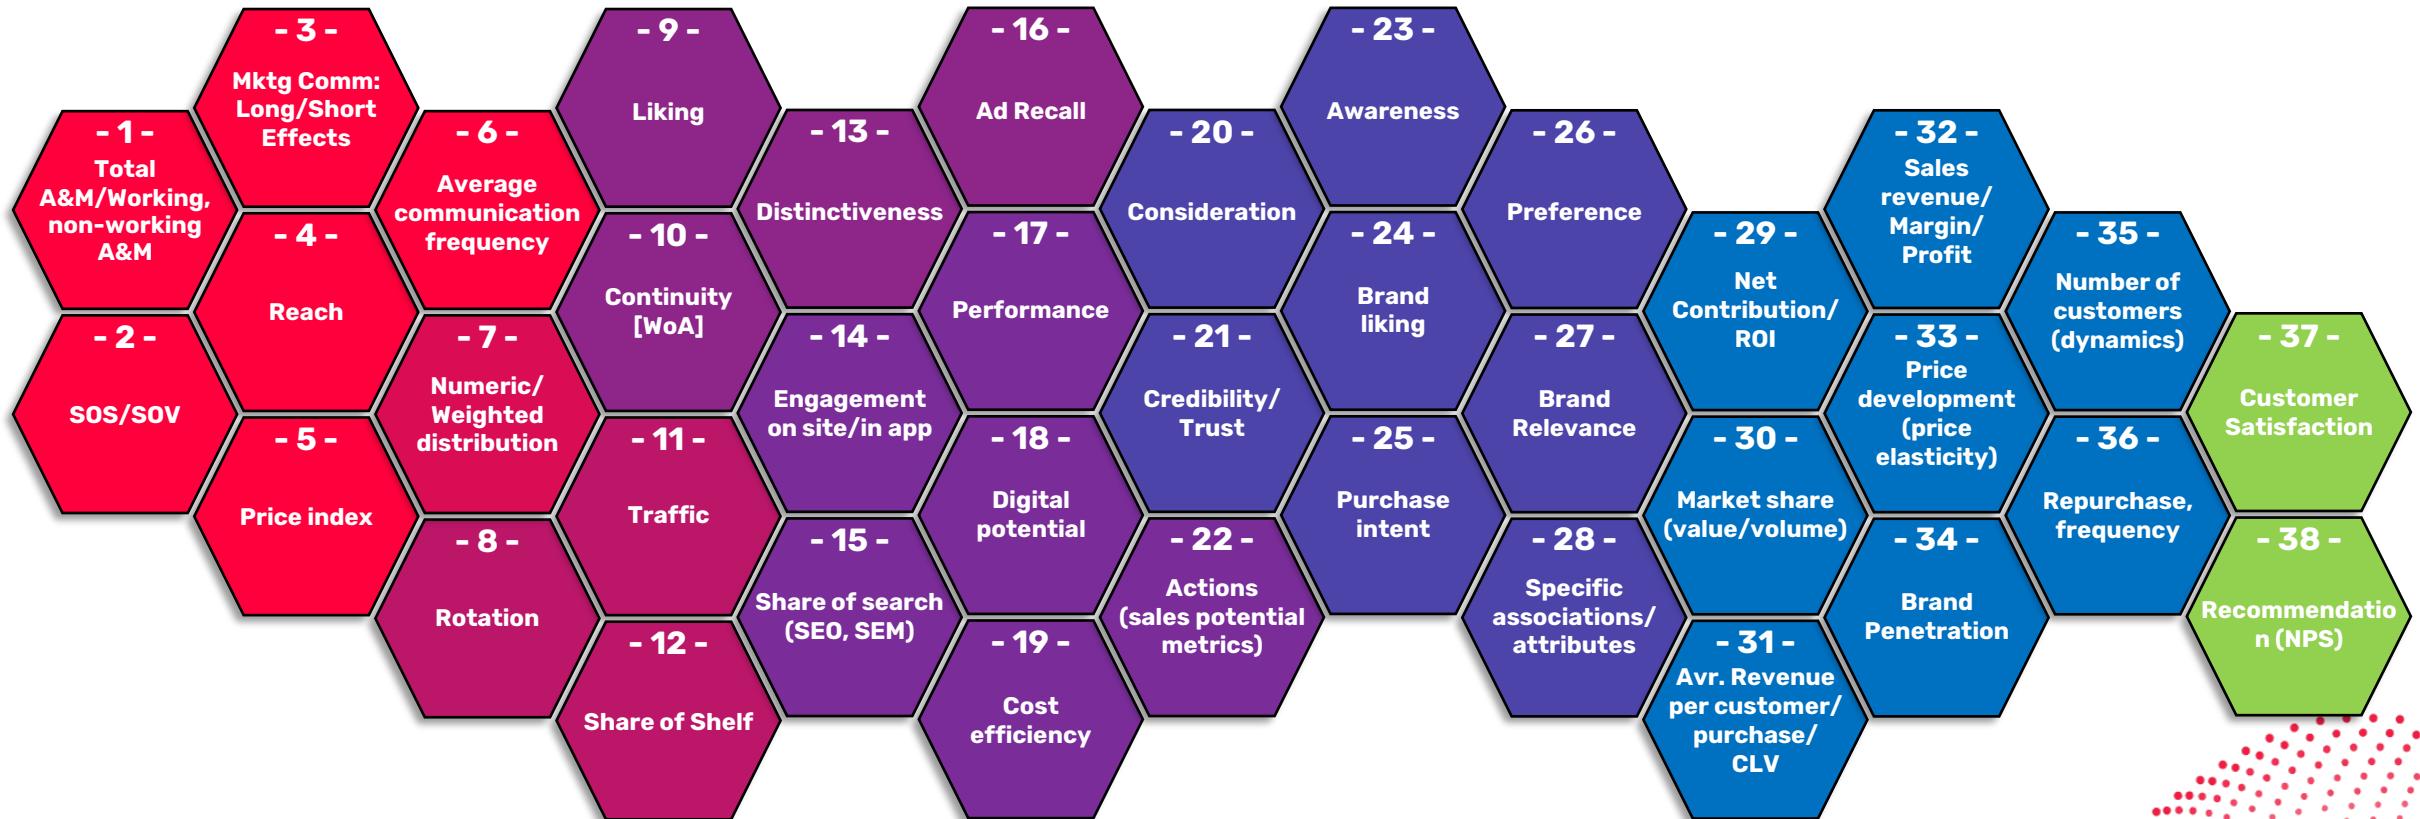 - 1 -
Total
A&M/Working,
non-working
A&M
- 2 -
SOS/SOV
- 3 -
Mktg Comm:
Long/Short
Effects
- 4 -
Reach
- 5 -
Price index
- 6 -
Average
communication
frequency
- 7 -
Numeric/
Weighted
distribution
- 8 -
Rotation
- 9 -
Liking
- 10 -
Continuity
[WoA]
- 11 -
Traffic
- 12 -
Share of Shelf
- 13 -
Distinctiveness
- 14 -
Engagement
on site/in app
- 15 -
Share of search
(SEO, SEM)
- 16 -
Ad Recall
- 17 -
Performance
- 18 -
Digital
potential
- 19 -
Cost
efficiency
- 20 -
Consideration
- 21 -
Credibility/
Trust
- 22 -
Actions
(sales potential
metrics)
- 23 -
Awareness
- 24 -
Brand
liking
- 25 -
Purchase
intent
- 26 -
Preference
- 27 -
Brand
Relevance
- 28 -
Specific
associations/
attributes
- 29 -
Net
Contribution/
ROI
- 30 -
Market share
(value/volume)
- 31 -
Avr. Revenue
per customer/
purchase/
CLV
- 32 -
Sales
revenue/
Margin/
Profit
- 33 -
Price
development
(price
elasticity)
- 34 -
Brand
Penetration
- 35 -
Number of
customers
(dynamics)
- 36 -
Repurchase,
frequency
- 37 -
Customer
Satisfaction
- 38 -
Recommendatio
n (NPS)